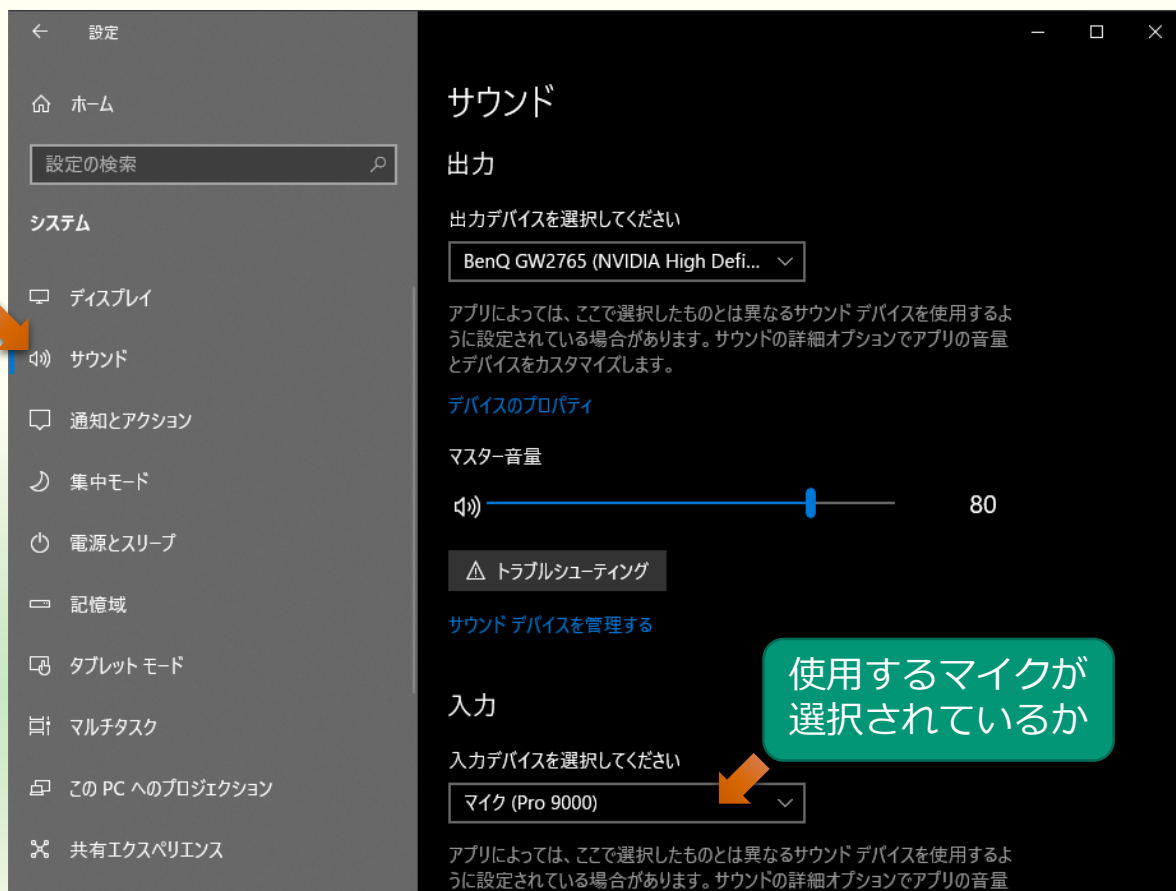 設定
ホーム
設定の検索
システム
ディスプレイ
サウンド
通知とアクション
集中モード
電源とスリープ
記憶域
タブレット モード
マルチタスク
この PC へのプロジェクション
共有エクスペリエンス
サウンド
出力
出力デバイスを選択してください
BenQ GW2765 (NVIDIA High Defi...
アプリによっては、ここで選択したものとは異なるサウンド デバイスを使用するよ
うに設定されている場合があります。サウンドの詳細オプションでアプリの音量
とデバイスをカスタマイズします。
デバイスのプロパティ
マスター音量
80
トラブルシューティング
サウンド デバイスを管理する
使用するマイクが
選択されているか
入力
入力デバイスを選択してください
マイク (Pro 9000)
アプリによっては、ここで選択したものとは異なるサウンド デバイスを使用するよ
うに設定されている場合があります。サウンドの詳細オプションでアプリの音量